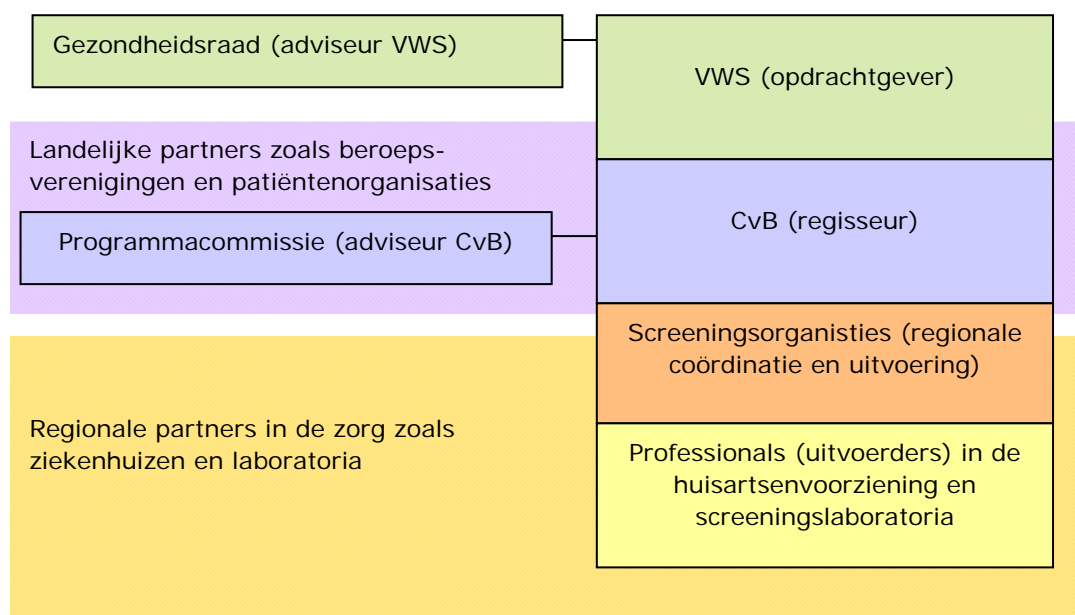 Gezondheidsraad (adviseur VWS)
VWS (opdrachtgever)
Landelijke partners zoals beroeps-
verenigingen en patiëntenorganisaties
Programmacommissie (adviseur CvB)
CvB (regisseur)
Screeningsorganisties (regionale
coördinatie en uitvoering)
Regionale partners in de zorg zoals
ziekenhuizen en laboratoria
Professionals (uitvoerders) in de
huisartsenvoorziening en
screeningslaboratoria